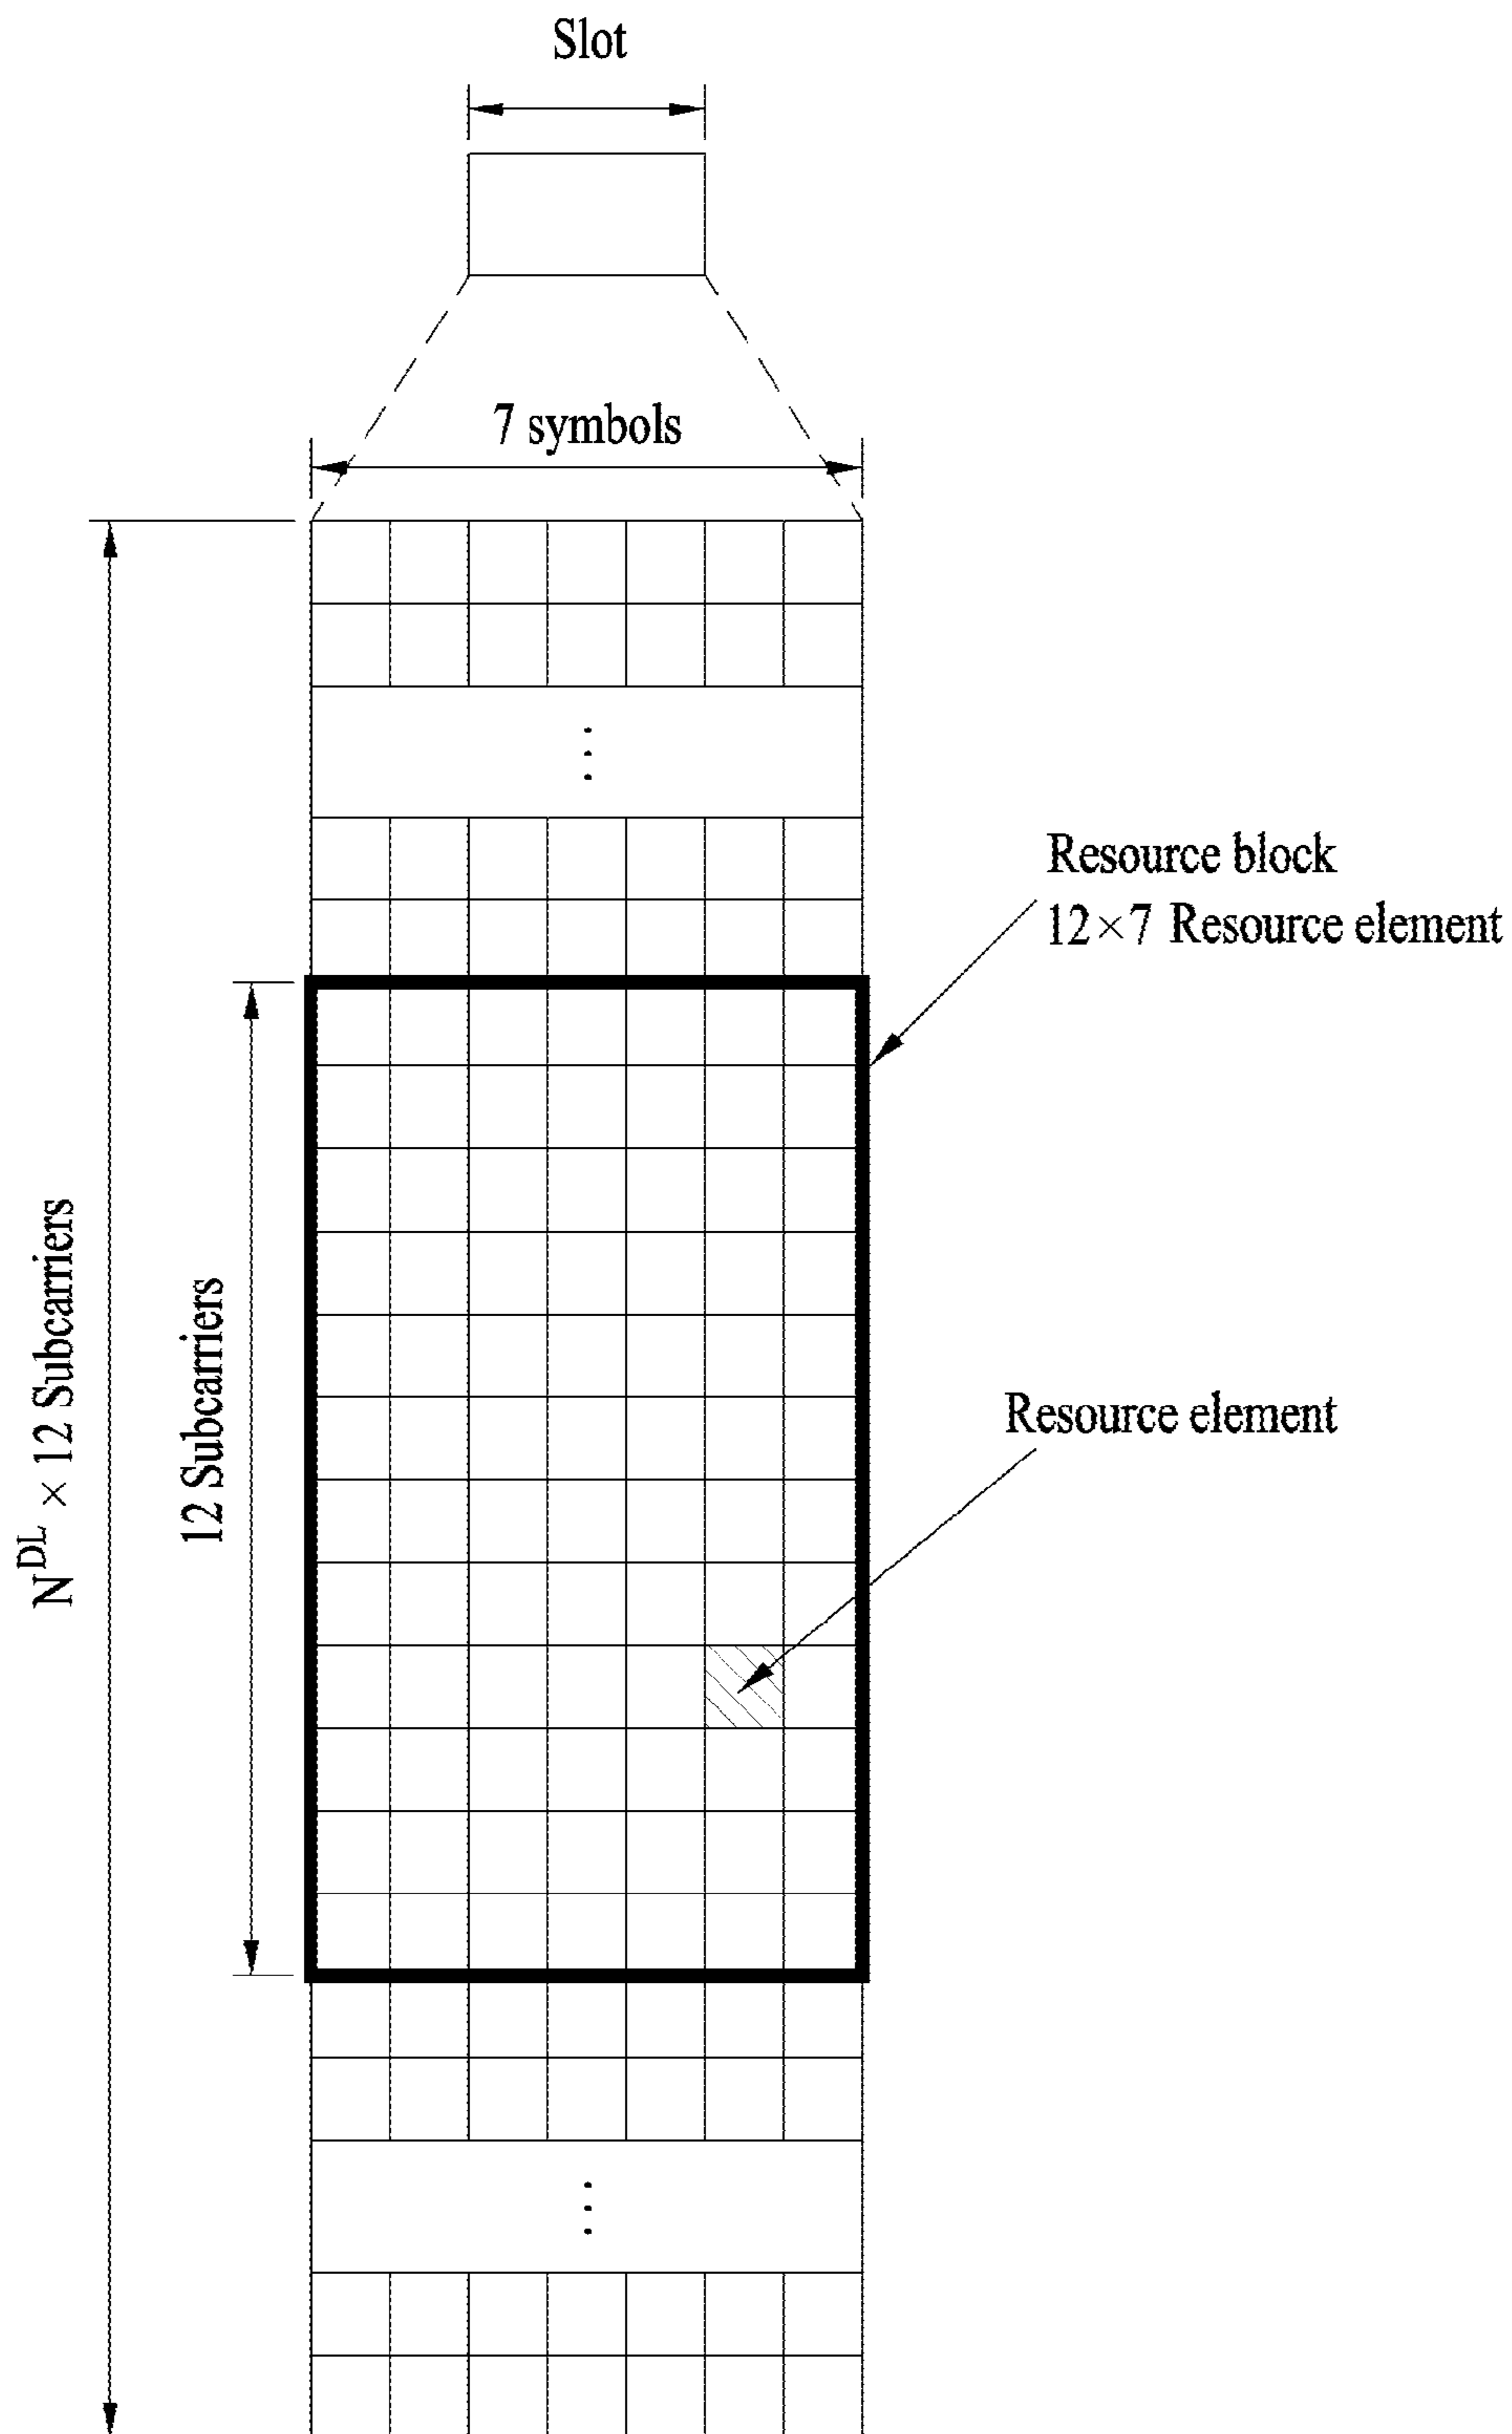 Slot
7 symbols
Resource block
12×7 Resource element
N^DL × 12 Subcarriers
12 Subcarriers
Resource element